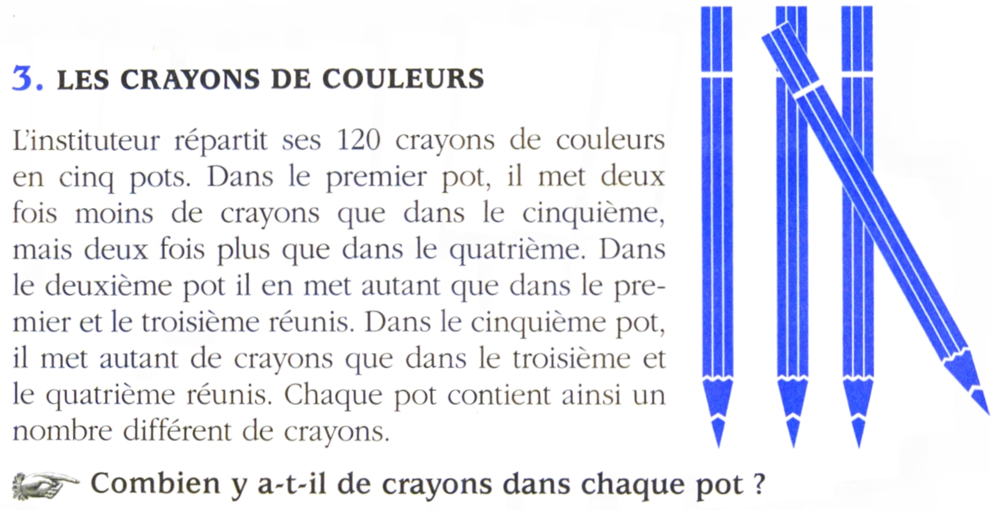 3. LES CRAYONS DE COULEURS
L'instituteur répartit ses 120 crayons de couleurs
en cinq pots. Dans le premier pot, il met deux
fois moins de crayons que dans le cinquième,
mais deux fois plus que dans le quatrième. Dans
le deuxième pot il en met autant que dans le pre-
mier et le troisième réunis. Dans le cinquième pot,
il met autant de crayons que dans le troisième et
le quatrième réunis. Chaque pot contient ainsi un
nombre différent de crayons.
Combien y a-t-il de crayons dans chaque pot ?